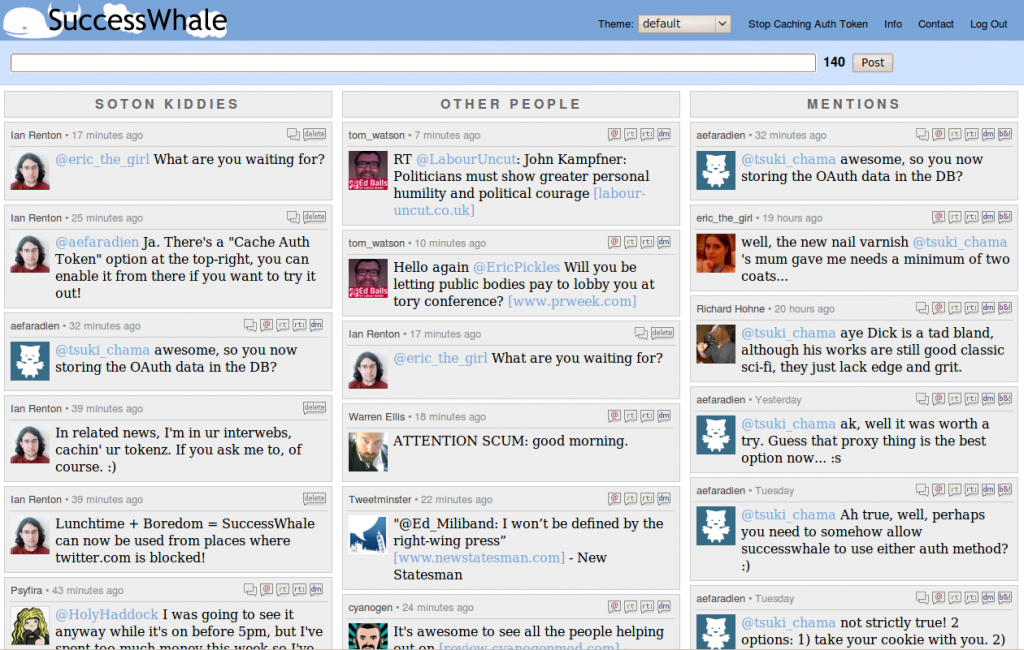 SuccessWhale
Theme: default Stop Caching Auth Token Info Contact Log Out
140 Post
SOTON KIDDIES
Ian Renton • 17 minutes ago
delete
@eric_the_girl What are you waiting for?
Ian Renton • 25 minutes ago
delete
@aefaradien Ja. There's a "Cache Auth
Token" option at the top-right, you can
enable it from there if you want to try it
out!
aefaradien • 32 minutes ago
@ rt rt: dm
@tsuki_chama awesome, so you now
storing the OAuth data in the DB?
Ian Renton • 39 minutes ago
delete
In related news, I'm in ur interwebs,
cachin' ur tokenz. If you ask me to, of
course. :)
Ian Renton • 39 minutes ago
delete
Lunchtime + Boredom = SuccessWhale
can now be used from places where
twitter.com is blocked!
Psyfira • 43 minutes ago
@ rt rt: dm
@HolyHaddock I was going to see it
anyway while it's on before 5pm, but I've
spent too much money this week so I've
OTHER PEOPLE
tom_watson • 7 minutes ago
@ rt rt: dm
Ed Balls
RT @LabourUncut: John Kampfner:
Politicians must show greater personal
humility and political courage [labour-
uncut.co.uk]
tom_watson • 10 minutes ago
@ rt rt: dm
Ed Balls
Hello again @EricPickles Will you be
letting public bodies pay to lobby you at
tory conference? [www.prweek.com]
Ian Renton • 17 minutes ago
delete
@eric_the_girl What are you waiting for?
Warren Ellis • 18 minutes ago
@ rt rt: dm
ATTENTION SCUM: good morning.
Tweetminster • 22 minutes ago
@ rt rt: dm
"@Ed_Miliband: I won’t be defined by the
right-wing press”
[www.newstatesman.com] - New
Statesman
cyanogen • 24 minutes ago
@ rt rt: dm
It's awesome to see all the people helping
out on [review.cyanogenmod.com]
MENTIONS
aefaradien • 32 minutes ago
@ rt rt: dm b&!
@tsuki_chama awesome, so you now
storing the OAuth data in the DB?
eric_the_girl • 19 hours ago
@ rt rt: dm b&!
well, the new nail varnish @tsuki_chama
's mum gave me needs a minimum of two
coats...
Richard Hohne • 20 hours ago
@ rt rt: dm b&!
@tsuki_chama aye Dick is a tad bland,
although his works are still good classic
sci-fi, they just lack edge and grit.
aefaradien • Yesterday
@ rt rt: dm b&!
@tsuki_chama ak, well it was worth a
try. Guess that proxy thing is the best
option now... :s
aefaradien • Tuesday
@ rt rt: dm b&!
@tsuki_chama Ah true, well, perhaps
you need to somehow allow
successwhale to use either auth method?
:)
aefaradien • Tuesday
@ rt rt: dm b&!
@tsuki_chama not strictly true! 2
options: 1) take your cookie with you. 2)